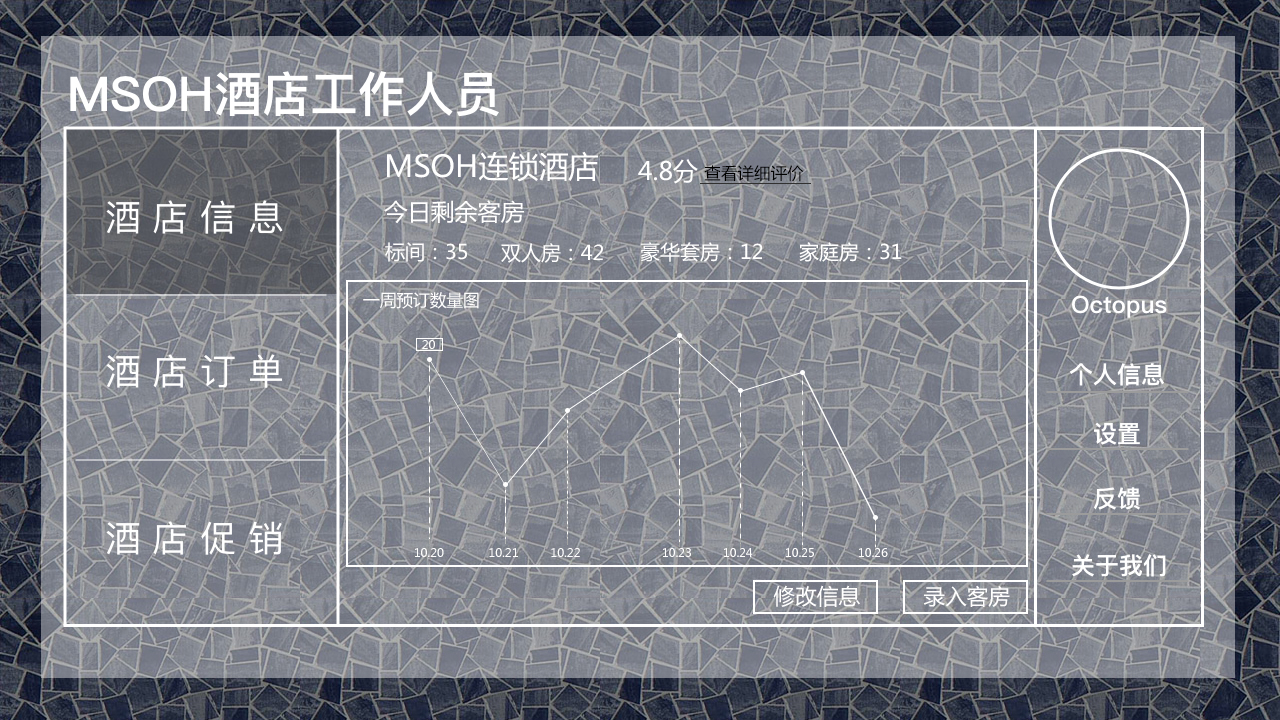 MSOH酒店工作人员
酒店信息
酒店订单
酒店促销
MSOH连锁酒店 4.8分 查看详细评价
今日剩余客房
标间：35 双人房：42 豪华套房：12 家庭房：31
一周预订数量图
20
10.20 10.21 10.22 10.23 10.24 10.25 10.26
修改信息 录入客房
Octopus
个人信息
设置
反馈
关于我们